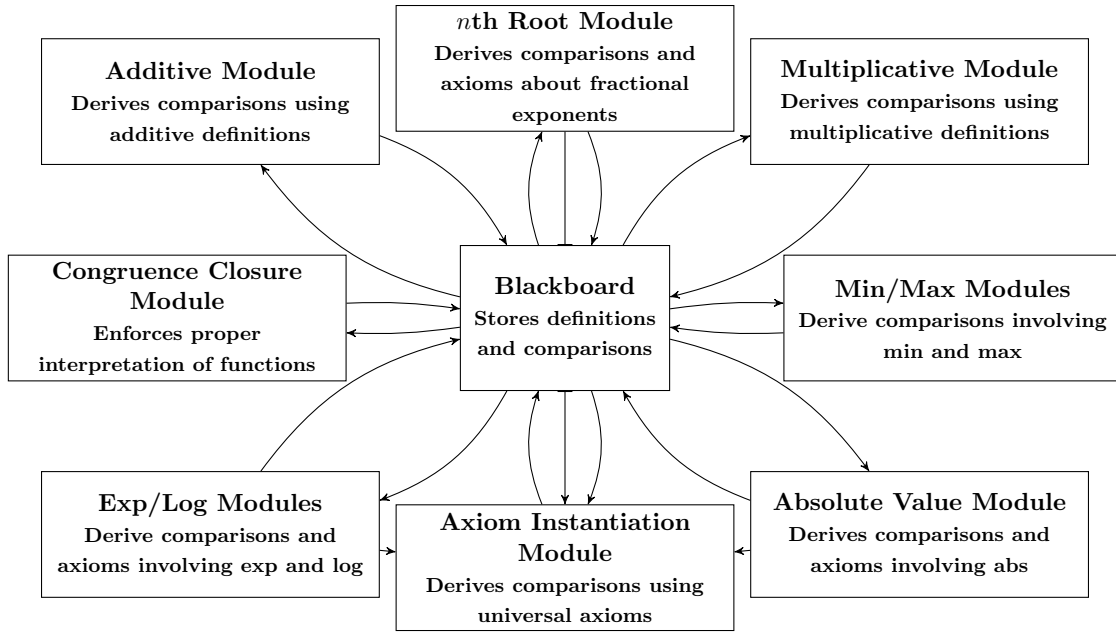 nth Root Module
Derives comparisons and
axioms about fractional
exponents
Additive Module
Derives comparisons using
additive definitions
Multiplicative Module
Derives comparisons using
multiplicative definitions
Congruence Closure
Module
Enforces proper
interpretation of functions
Blackboard
Stores definitions
and comparisons
Min/Max Modules
Derive comparisons involving
min and max
Exp/Log Modules
Derive comparisons and
axioms involving exp and log
Axiom Instantiation
Module
Derives comparisons using
universal axioms
Absolute Value Module
Derives comparisons and
axioms involving abs